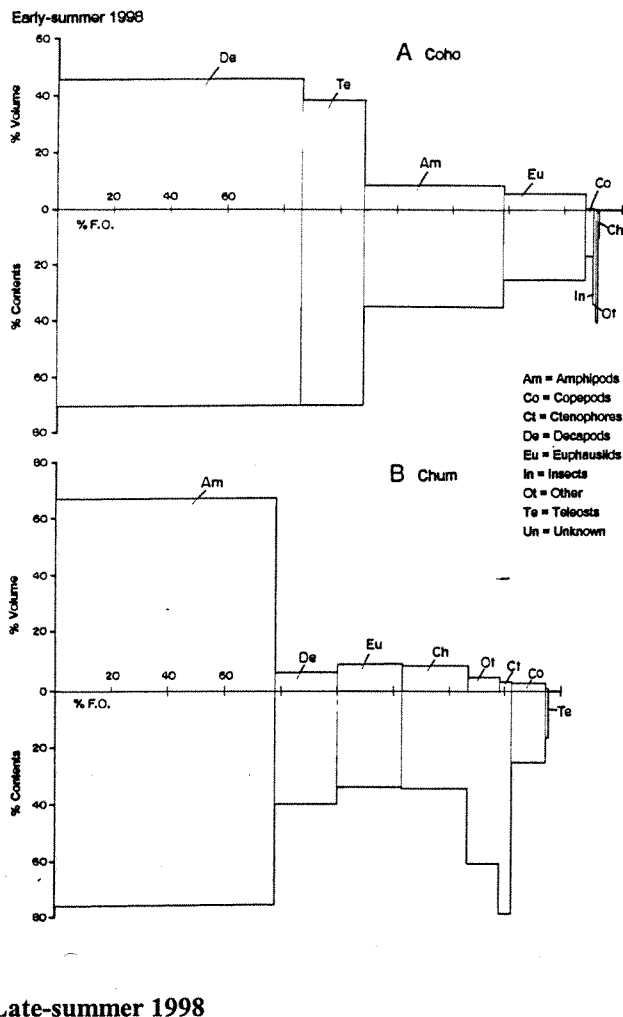 Early-summer 1998
A Coho
60
40
20
0
20
40
60
80
% Volume
% Contents
20
40
60
% F.O.
De
Te
Am
Eu
Co
Ch
In
Ot
Am = Amphipods
Co = Copepods
Ct = Ctenophores
De = Decapods
Eu = Euphausiids
In = Insects
Ot = Other
Te = Teleosts
Un = Unknown
B Chum
80
60
40
20
0
20
40
60
80
% Volume
% Contents
20
40
60
% F.O.
Am
De
Eu
Ch
Ot
Ct
Co
Te
Late-summer 1998